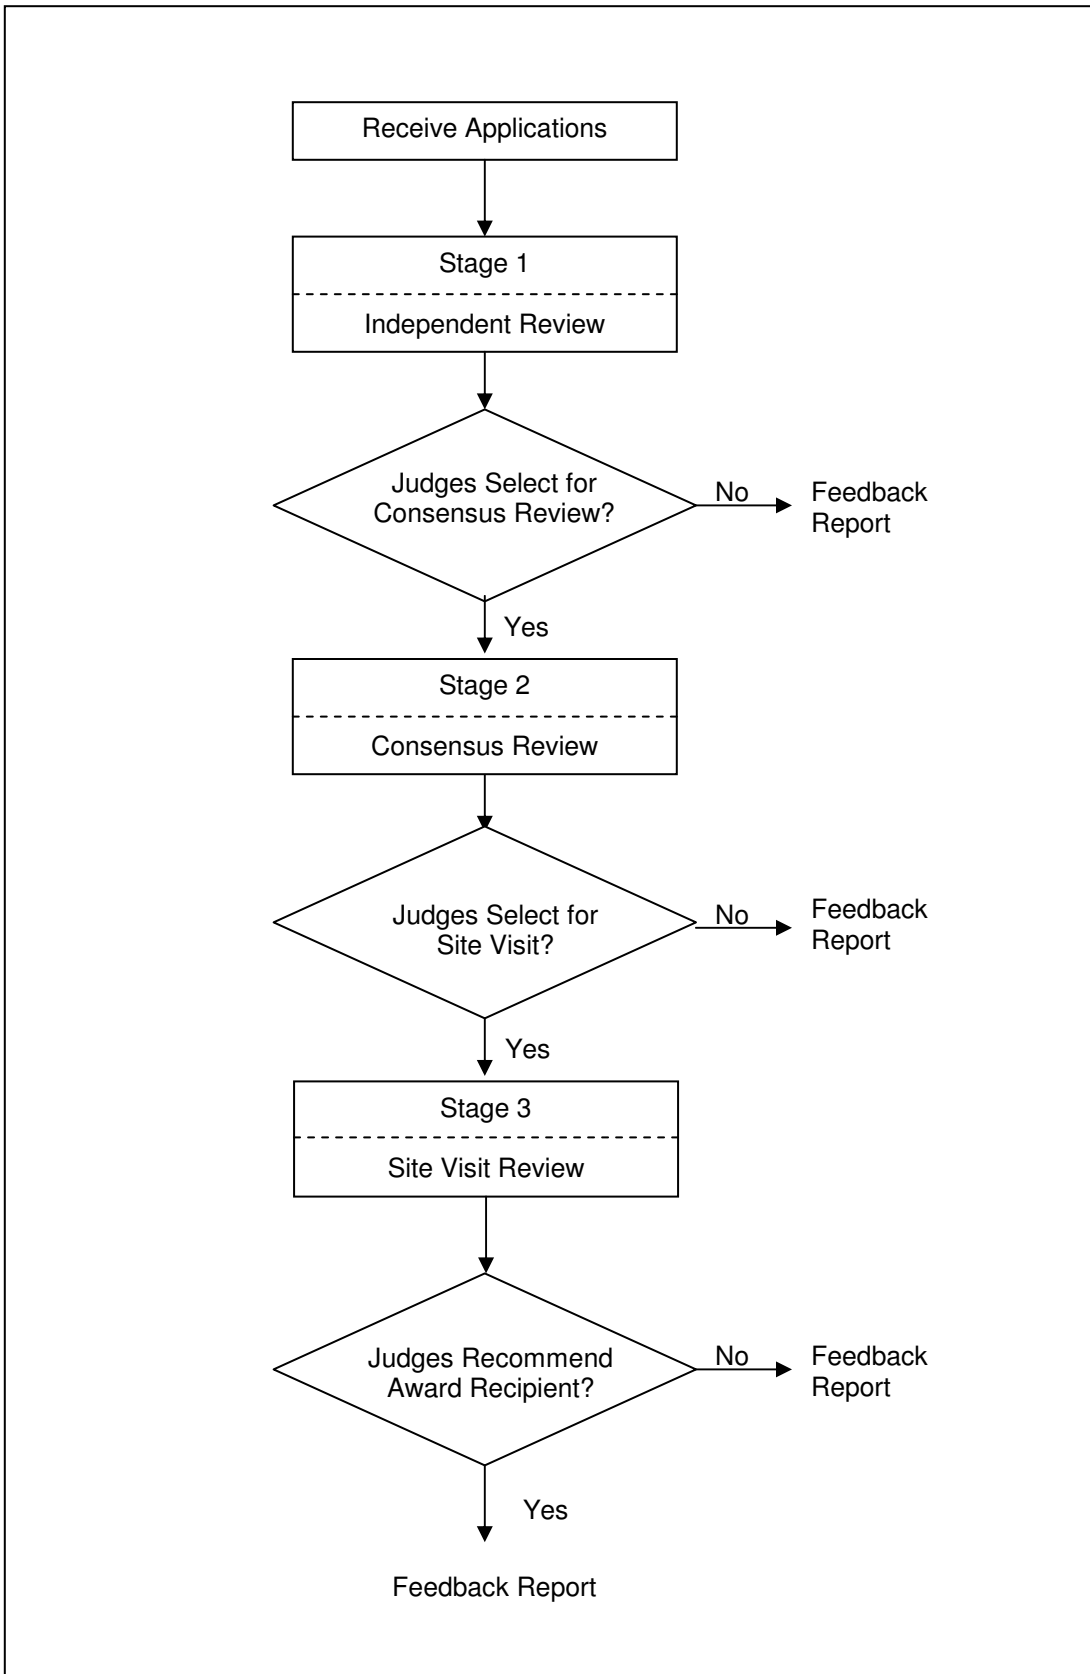 Receive Applications
Stage 1
Independent Review
Judges Select for
Consensus Review?
No
Feedback
Report
Yes
Stage 2
Consensus Review
Judges Select for
Site Visit?
No
Feedback
Report
Yes
Stage 3
Site Visit Review
Judges Recommend
Award Recipient?
No
Feedback
Report
Yes
Feedback Report